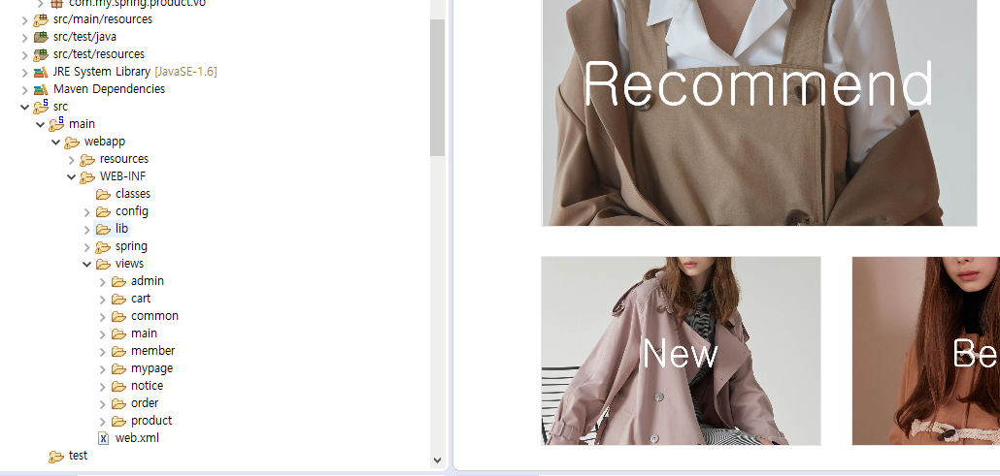 com.my.spring.product.vo
src/main/resources
src/test/java
src/test/resources
JRE System Library [JavaSE-1.6]
Maven Dependencies
src
main
webapp
resources
WEB-INF
classes
config
lib
spring
views
admin
cart
common
main
member
mypage
notice
order
product
web.xml
test
Recommend
New
Be